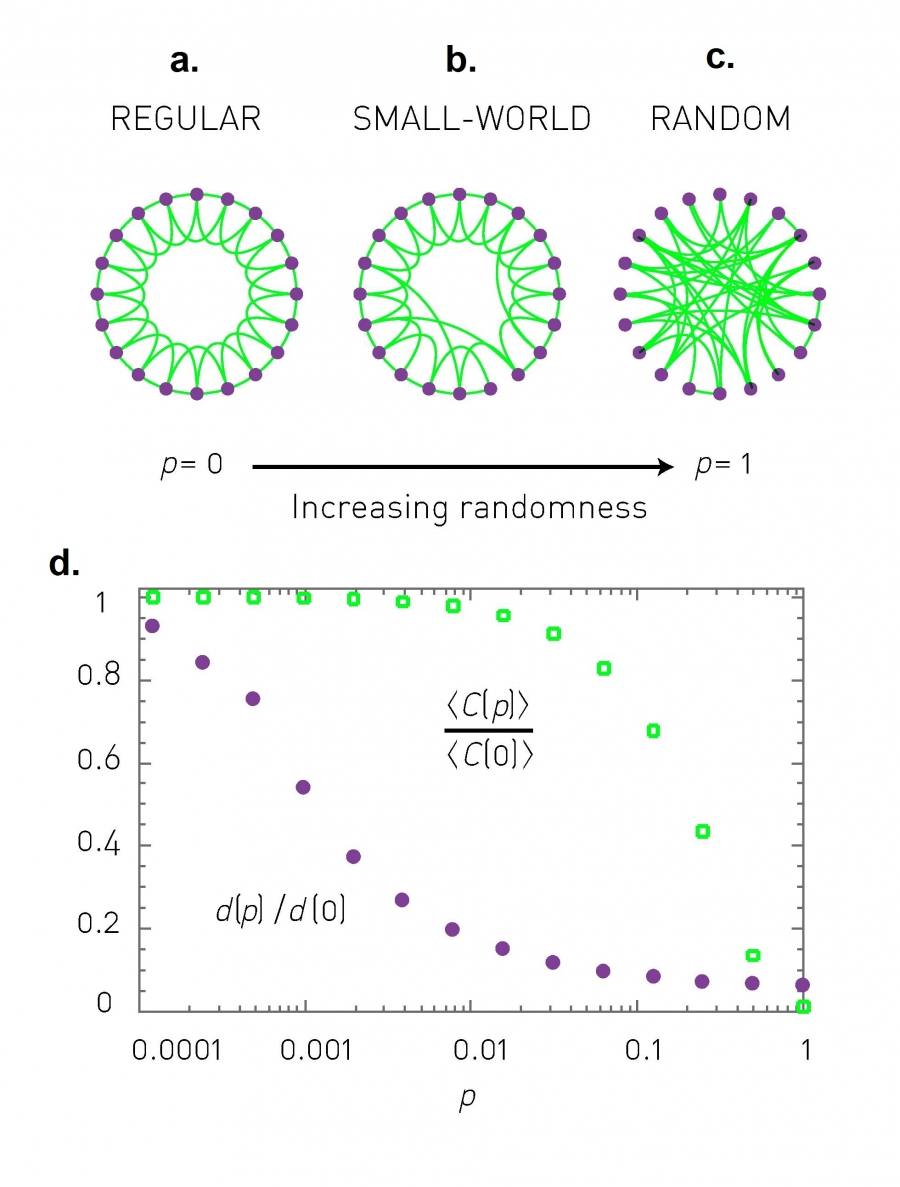 a.
b.
c.
REGULAR
SMALL-WORLD
RANDOM
p= 0
p= 1
Increasing randomness
d.
1
0.8
0.6
0.4
0.2
0
⟨C(p)⟩
⟨C(0)⟩
d(p) / d(0)
0.0001
0.001
0.01
0.1
1
p